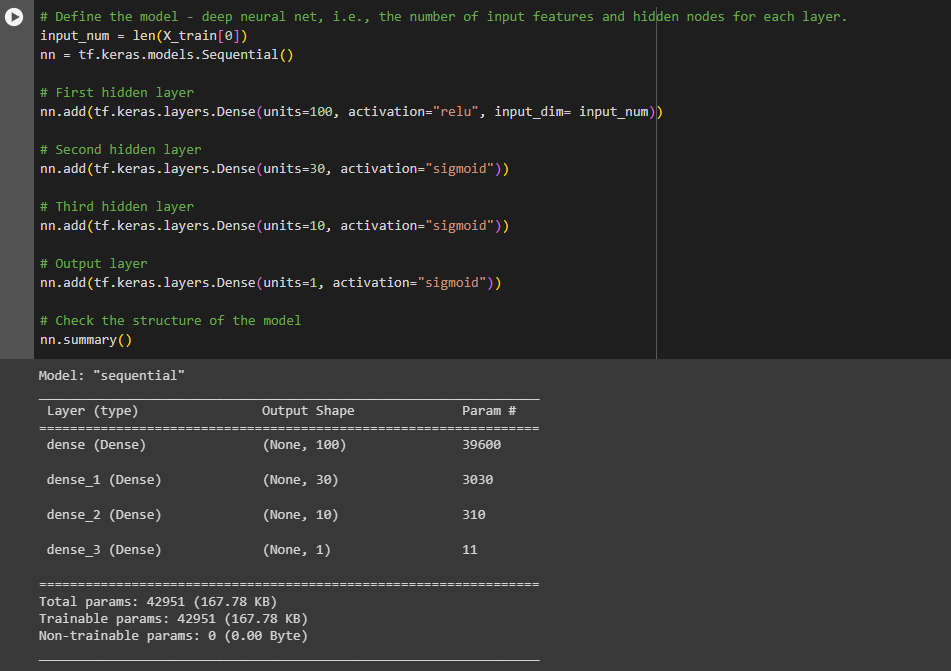 # Define the model - deep neural net, i.e., the number of input features and hidden nodes for each layer.
input_num = len(X_train[0])
nn = tf.keras.models.Sequential()
# First hidden layer
nn.add(tf.keras.layers.Dense(units=100, activation="relu", input_dim= input_num))
# Second hidden layer
nn.add(tf.keras.layers.Dense(units=30, activation="sigmoid"))
# Third hidden layer
nn.add(tf.keras.layers.Dense(units=10, activation="sigmoid"))
# Output layer
nn.add(tf.keras.layers.Dense(units=1, activation="sigmoid"))
# Check the structure of the model
nn.summary()
Model: "sequential"
_________________________________________________________________
Layer (type) Output Shape Param #
=================================================================
dense (Dense) (None, 100) 39600
dense_1 (Dense) (None, 30) 3030
dense_2 (Dense) (None, 10) 310
dense_3 (Dense) (None, 1) 11
=================================================================
Total params: 42951 (167.78 KB)
Trainable params: 42951 (167.78 KB)
Non-trainable params: 0 (0.00 Byte)
_________________________________________________________________